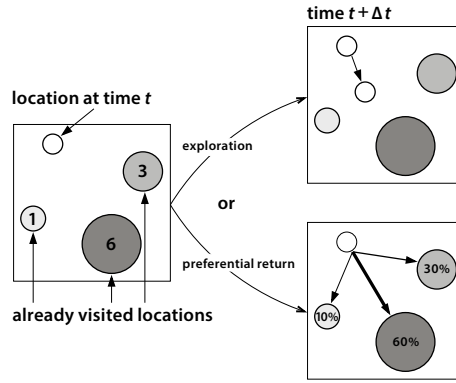 time t + Δt
location at time t
3
1
6
exploration
or
preferential return
already visited locations
30%
10%
60%